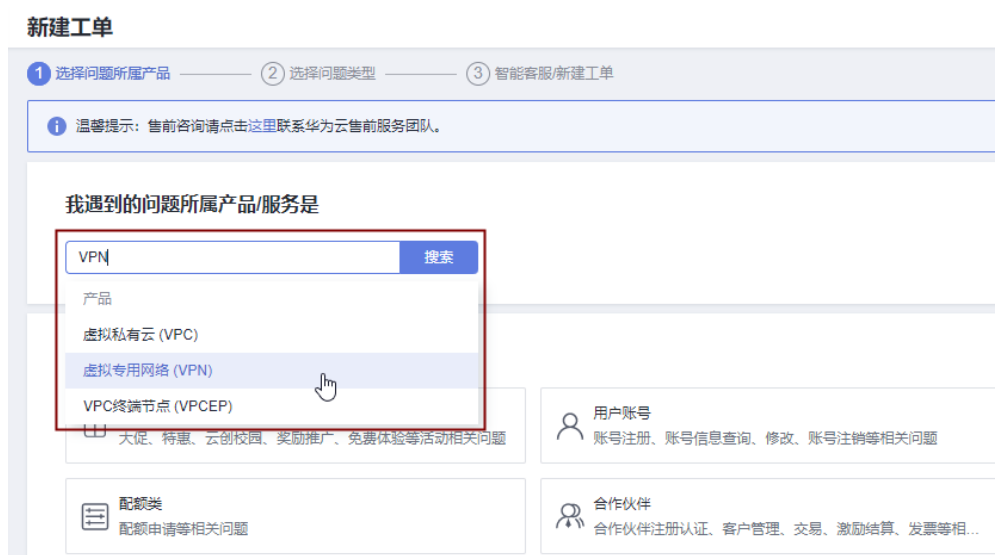 新建工单
1 选择问题所属产品 2 选择问题类型 3 智能客服/新建工单
温馨提示：售前咨询请点击这里联系华为云售前服务团队。
我遇到的问题所属产品/服务是
VPN 搜索
产品
虚拟私有云 (VPC)
虚拟专用网络 (VPN)
VPC终端节点 (VPCEP)
大促、特惠、云创校园、奖励推广、免费体验等活动相关问题
用户账号
账号注册、账号信息查询、修改、账号注销等相关问题
配额类
配额申请等相关问题
合作伙伴
合作伙伴注册认证、客户管理、交易、激励结算、发票等相...